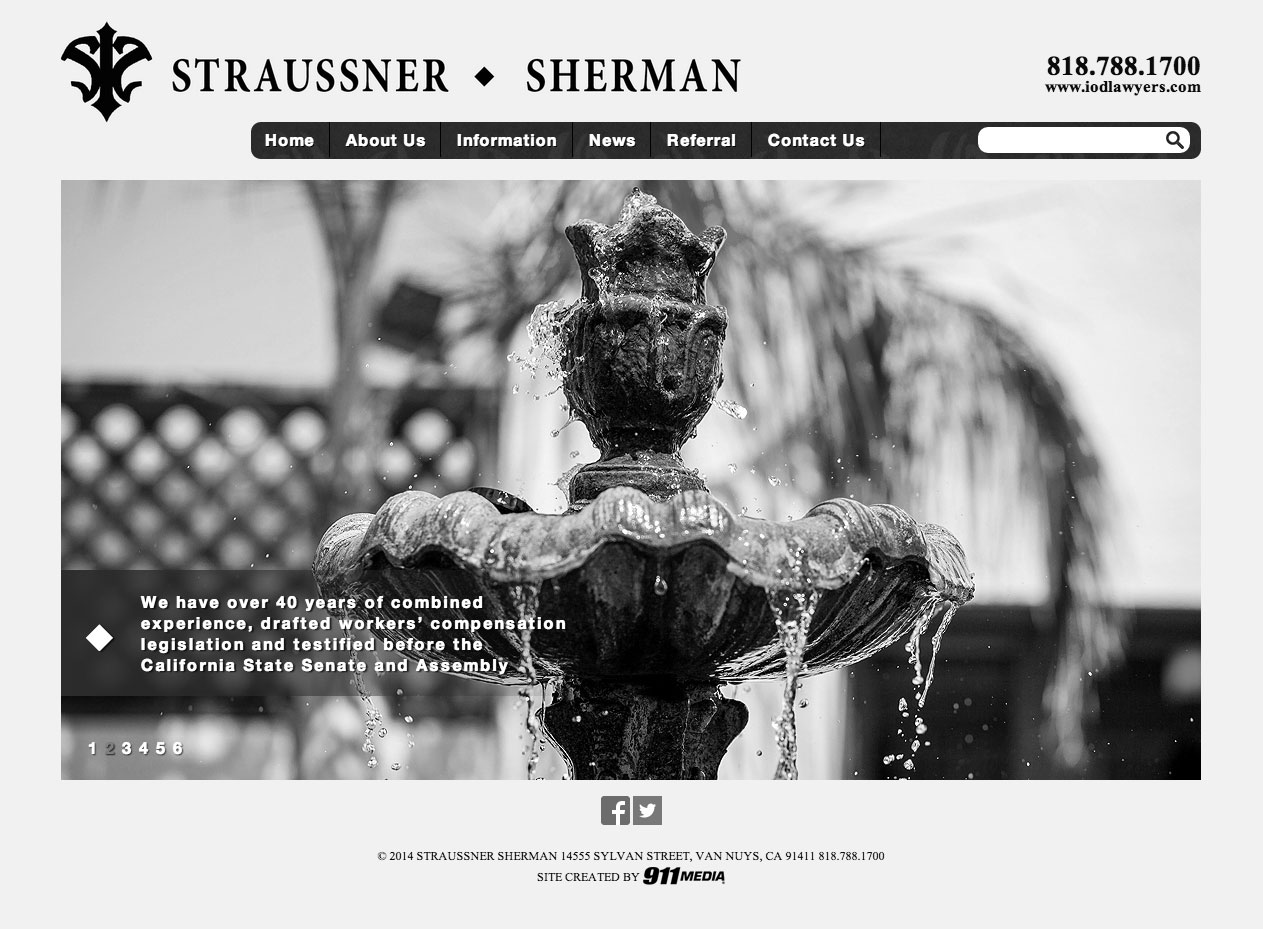 STRAUSSNER ◆ SHERMAN
818.788.1700
www.iodlawyers.com
Home About Us Information News Referral Contact Us
We have over 40 years of combined
experience, drafted workers’ compensation
legislation and testified before the
California State Senate and Assembly
1 2 3 4 5 6
© 2014 STRAUSSNER SHERMAN 14555 SYLVAN STREET, VAN NUYS, CA 91411 818.788.1700
SITE CREATED BY 911MEDIA